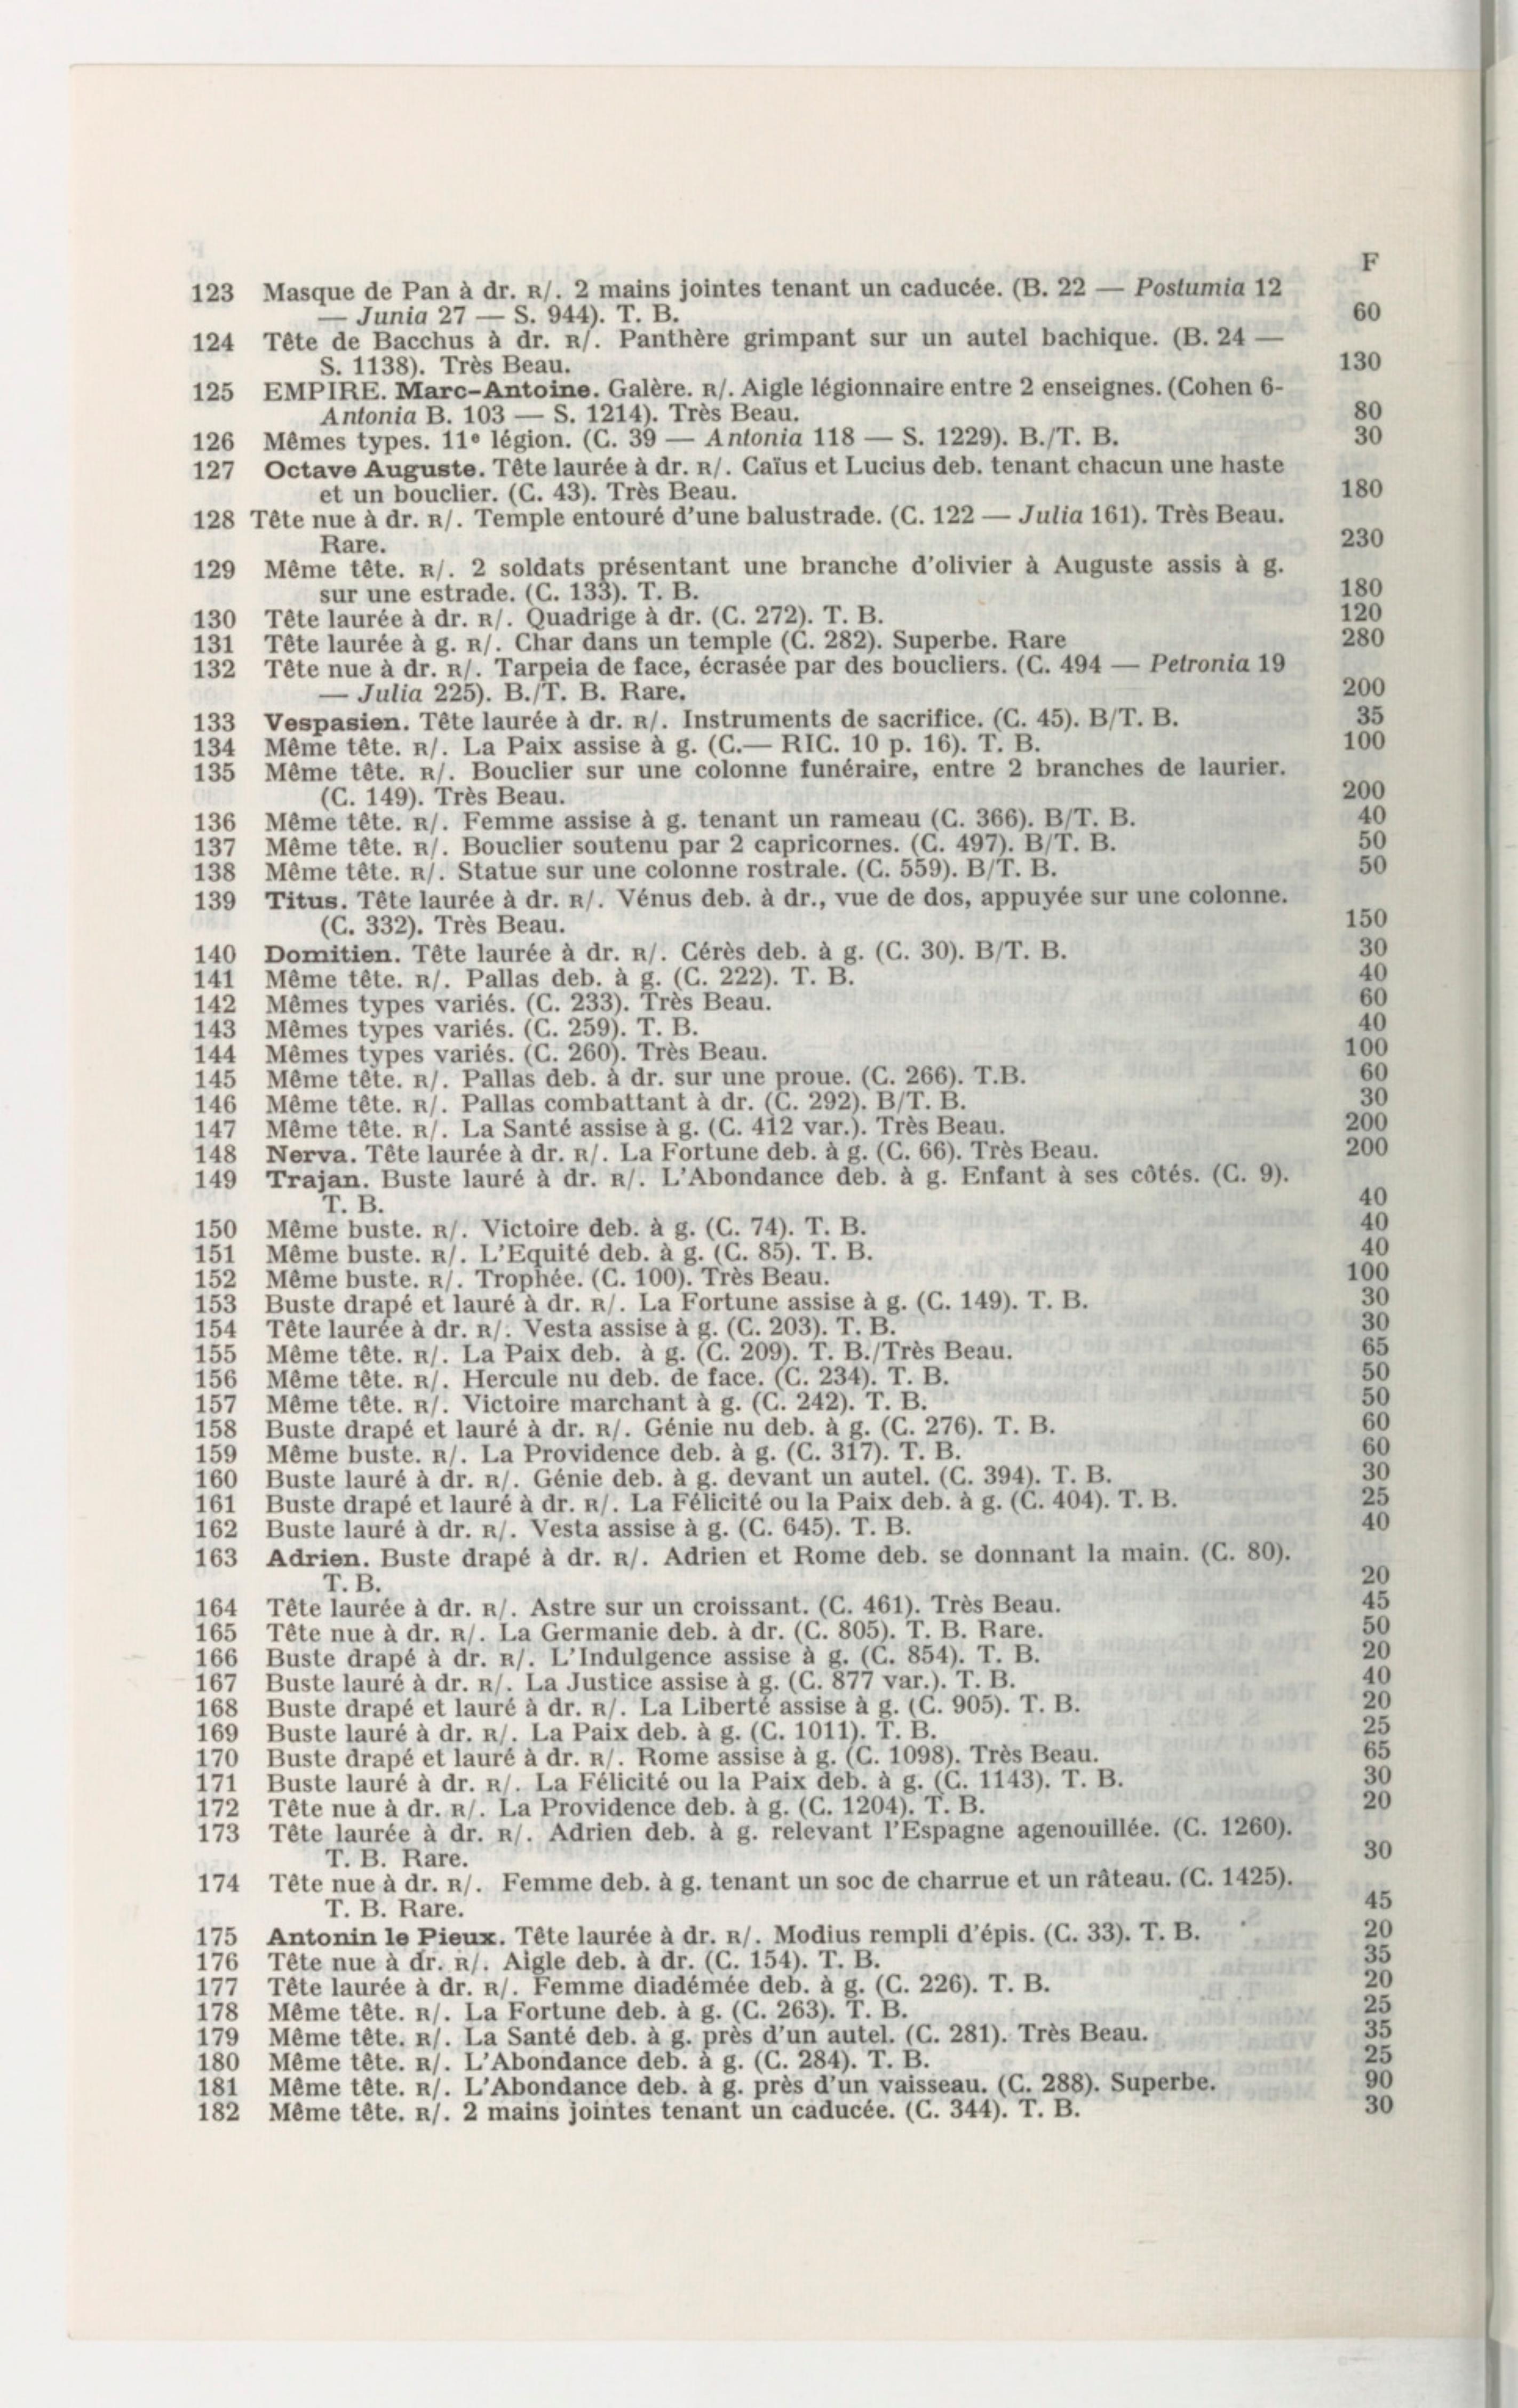 F
123 Masque de Pan à dr. R/. 2 mains jointes tenant un caducée. (B. 22 — Postumia 12
— Junia 27 — S. 944). T. B. 60
124 Tête de Bacchus à dr. R/. Panthère grimpant sur un autel bachique. (B. 24 —
S. 1138). Très Beau. 130
125 EMPIRE. Marc-Antoine. Galère. R/. Aigle légionnaire entre 2 enseignes. (Cohen 6-
Antonia B. 103 — S. 1214). Très Beau. 80
126 Mêmes types. 11e légion. (C. 39 — Antonia 118 — S. 1229). B./T. B. 30
127 Octave Auguste. Tête laurée à dr. R/. Caïus et Lucius deb. tenant chacun une haste
et un bouclier. (C. 43). Très Beau. 180
128 Tête nue à dr. R/. Temple entouré d'une balustrade. (C. 122 — Julia 161). Très Beau.
Rare. 230
129 Même tête. R/. 2 soldats présentant une branche d'olivier à Auguste assis à g.
sur une estrade. (C. 133). T. B. 180
130 Tête laurée à dr. R/. Quadrige à dr. (C. 272). T. B. 120
131 Tête laurée à g. R/. Char dans un temple (C. 282). Superbe. Rare 280
132 Tête nue à dr. R/. Tarpeia de face, écrasée par des boucliers. (C. 494 — Petronia 19
— Julia 225). B./T. B. Rare. 200
133 Vespasien. Tête laurée à dr. R/. Instruments de sacrifice. (C. 45). B/T. B. 35
134 Même tête. R/. La Paix assise à g. (C.— RIC. 10 p. 16). T. B. 100
135 Même tête. R/. Bouclier sur une colonne funéraire, entre 2 branches de laurier.
(C. 149). Très Beau. 200
136 Même tête. R/. Femme assise à g. tenant un rameau (C. 366). B/T. B. 40
137 Même tête. R/. Bouclier soutenu par 2 capricornes. (C. 497). B/T. B. 50
138 Même tête. R/. Statue sur une colonne rostrale. (C. 559). B/T. B. 50
139 Titus. Tête laurée à dr. R/. Vénus deb. à dr., vue de dos, appuyée sur une colonne.
(C. 332). Très Beau. 150
140 Domitien. Tête laurée à dr. R/. Cérès deb. à g. (C. 30). B/T. B. 30
141 Même tête. R/. Pallas deb. à g. (C. 222). T. B. 40
142 Mêmes types variés. (C. 233). Très Beau. 60
143 Mêmes types variés. (C. 259). T. B. 40
144 Mêmes types variés. (C. 260). Très Beau. 100
145 Même tête. R/. Pallas deb. à dr. sur une proue. (C. 266). T.B. 60
146 Même tête. R/. Pallas combattant à dr. (C. 292). B/T. B. 30
147 Même tête. R/. La Santé assise à g. (C. 412 var.). Très Beau. 200
148 Nerva. Tête laurée à dr. R/. La Fortune deb. à g. (C. 66). Très Beau. 200
149 Trajan. Buste lauré à dr. R/. L'Abondance deb. à g. Enfant à ses côtés. (C. 9).
T. B. 40
150 Même buste. R/. Victoire deb. à g. (C. 74). T. B. 40
151 Même buste. R/. L'Equité deb. à g. (C. 85). T. B. 40
152 Même buste. R/. Trophée. (C. 100). Très Beau. 100
153 Buste drapé et lauré à dr. R/. La Fortune assise à g. (C. 149). T. B. 30
154 Tête laurée à dr. R/. Vesta assise à g. (C. 203). T. B. 30
155 Même tête. R/. La Paix deb. à g. (C. 209). T. B./Très Beau. 65
156 Même tête. R/. Hercule nu deb. de face. (C. 234). T. B. 50
157 Même tête. R/. Victoire marchant à g. (C. 242). T. B. 50
158 Buste drapé et lauré à dr. R/. Génie nu deb. à g. (C. 276). T. B. 60
159 Même buste. R/. La Providence deb. à g. (C. 317). T. B. 60
160 Buste lauré à dr. R/. Génie deb. à g. devant un autel. (C. 394). T. B. 30
161 Buste drapé et lauré à dr. R/. La Félicité ou la Paix deb. à g. (C. 404). T. B. 25
162 Buste lauré à dr. R/. Vesta assise à g. (C. 645). T. B. 40
163 Adrien. Buste drapé à dr. R/. Adrien et Rome deb. se donnant la main. (C. 80).
T. B. 20
164 Tête laurée à dr. R/. Astre sur un croissant. (C. 461). Très Beau. 45
165 Tête nue à dr. R/. La Germanie deb. à dr. (C. 805). T. B. Rare. 50
166 Buste drapé à dr. R/. L'Indulgence assise à g. (C. 854). T. B. 20
167 Buste lauré à dr. R/. La Justice assise à g. (C. 877 var.). T. B. 40
168 Buste drapé et lauré à dr. R/. La Liberté assise à g. (C. 905). T. B. 20
169 Buste lauré à dr. R/. La Paix deb. à g. (C. 1011). T. B. 25
170 Buste drapé et lauré à dr. R/. Rome assise à g. (C. 1098). Très Beau. 65
171 Buste lauré à dr. R/. La Félicité ou la Paix deb. à g. (C. 1143). T. B. 30
172 Tête nue à dr. R/. La Providence deb. à g. (C. 1204). T. B. 20
173 Tête laurée à dr. R/. Adrien deb. à g. relevant l'Espagne agenouillée. (C. 1260).
T. B. Rare. 30
174 Tête nue à dr. R/. Femme deb. à g. tenant un soc de charrue et un râteau. (C. 1425).
T. B. Rare. 45
175 Antonin le Pieux. Tête laurée à dr. R/. Modius rempli d'épis. (C. 33). T. B. 20
176 Tête nue à dr. R/. Aigle deb. à dr. (C. 154). T. B. 35
177 Tête laurée à dr. R/. Femme diadémée deb. à g. (C. 226). T. B. 20
178 Même tête. R/. La Fortune deb. à g. (C. 263). T. B. 25
179 Même tête. R/. La Santé deb. à g. près d'un autel. (C. 281). Très Beau. 35
180 Même tête. R/. L'Abondance deb. à g. (C. 284). T. B. 25
181 Même tête. R/. L'Abondance deb. à g. près d'un vaisseau. (C. 288). Superbe. 90
182 Même tête. R/. 2 mains jointes tenant un caducée. (C. 344). T. B. 30